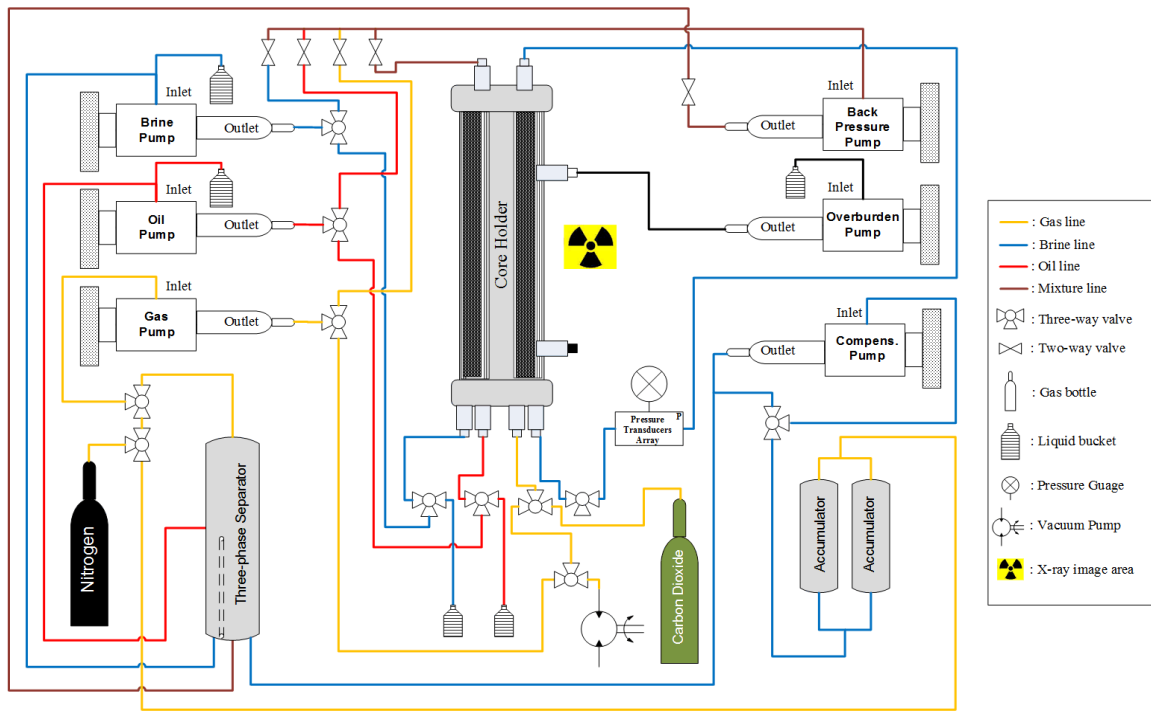 Inlet
Brine
Pump
Outlet
Inlet
Oil
Pump
Outlet
Inlet
Gas
Pump
Outlet
Core Holder
Inlet
Back
Pressure
Pump
Outlet
Inlet
Overburden
Pump
Outlet
Inlet
Compens.
Pump
Outlet
P
Pressure
Transducers
Array
Nitrogen
Three-phase Separator
Carbon Dioxide
Accumulator
Accumulator
: Gas line
: Brine line
: Oil line
: Mixture line
: Three-way valve
: Two-way valve
: Gas bottle
: Liquid bucket
: Pressure Guage
: Vacuum Pump
: X-ray image area